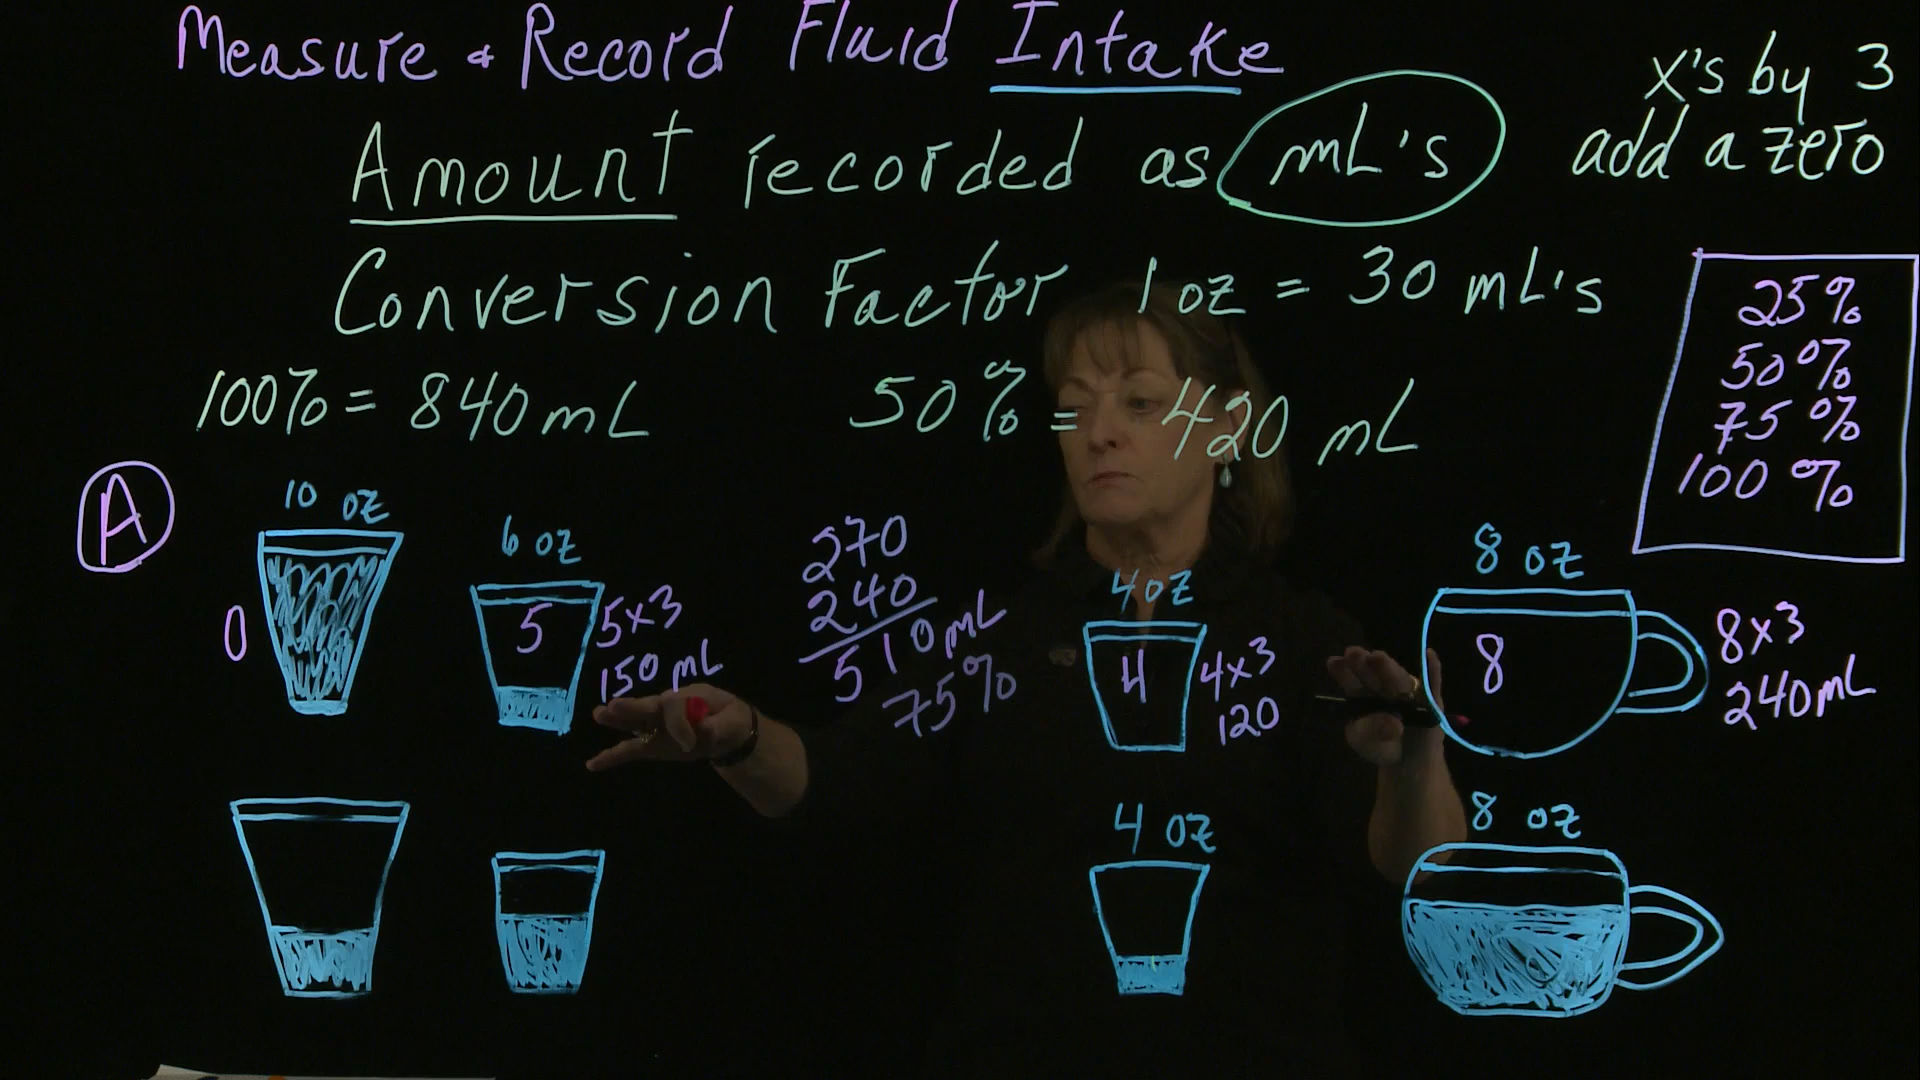 Measure & Record Fluid Intake
x's by 3
add a zero
Amount recorded as mL's
Conversion Factor 1 oz = 30 mL's
25%
50%
75%
100%
100% = 840 mL
50% = 420 mL
A
10 oz
0
6 oz
5
5x3
150 mL
270
240
510 mL
75%
4 oz
4
4x3
120
8 oz
8
8x3
240 mL
4 oz
8 oz